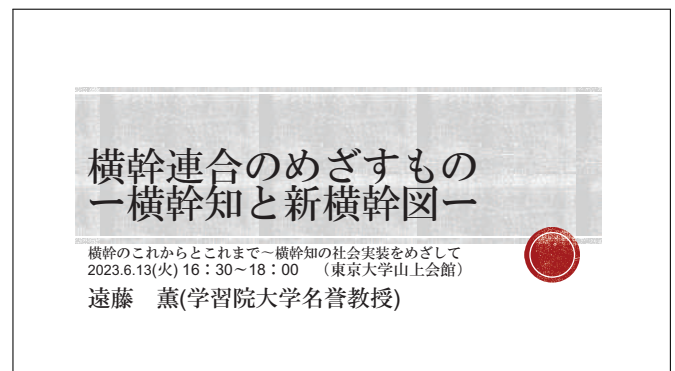 横幹連合のめざすもの
ー横幹知と新横幹図ー
横幹のこれからとこれまで～横幹知の社会実装をめざして
2023.6.13(火) 16：30～18：00　（東京大学山上会館）
遠藤　薫(学習院大学名誉教授)